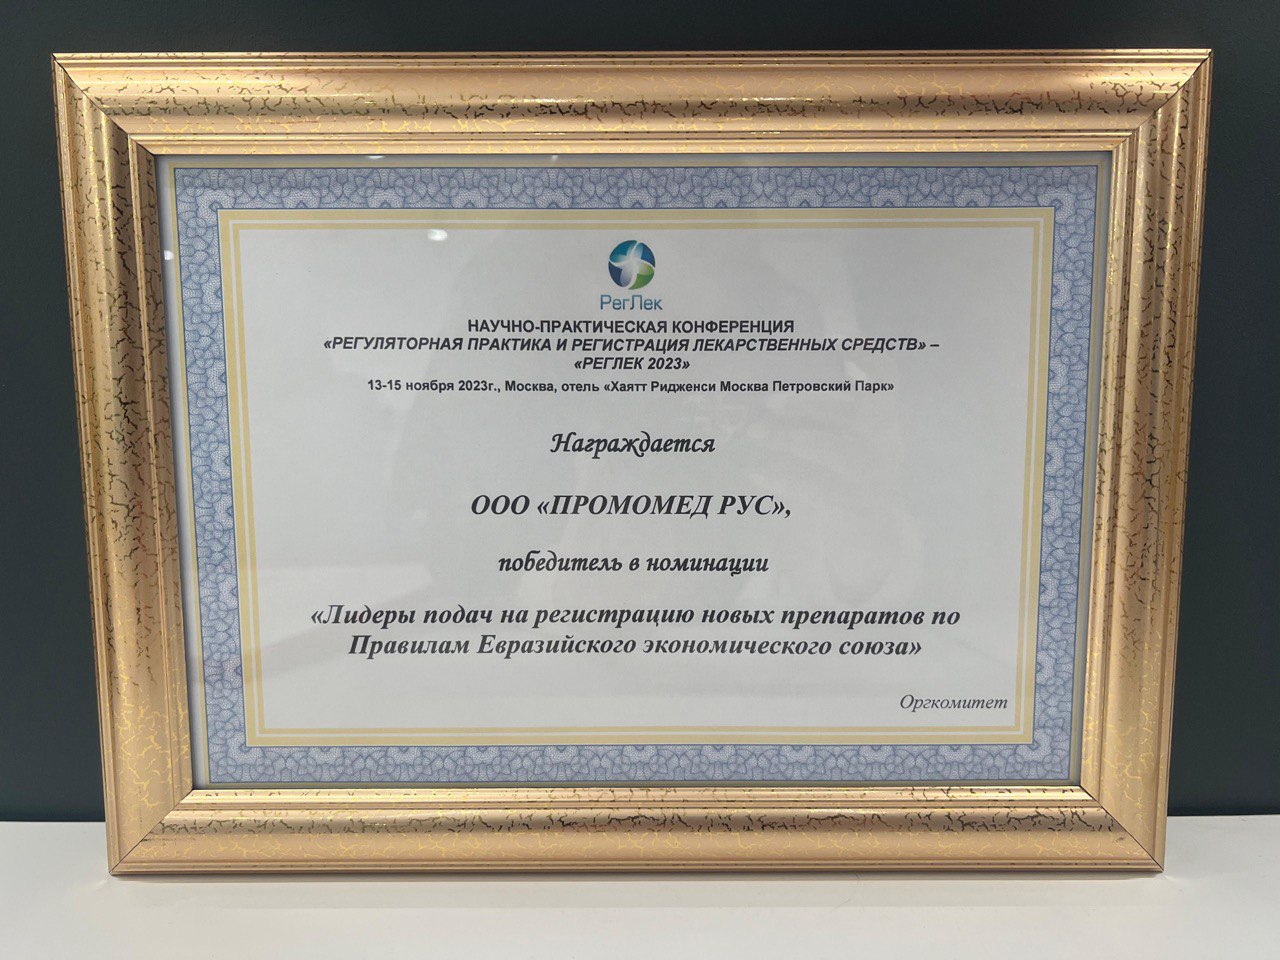 РегЛек
НАУЧНО-ПРАКТИЧЕСКАЯ КОНФЕРЕНЦИЯ
«РЕГУЛЯТОРНАЯ ПРАКТИКА И РЕГИСТРАЦИЯ ЛЕКАРСТВЕННЫХ СРЕДСТВ» –
«РЕГЛЕК 2023»
13-15 ноября 2023г., Москва, отель «Хаятт Ридженси Москва Петровский Парк»
Награждается
ООО «ПРОМОМЕД РУС»,
победитель в номинации
«Лидеры подач на регистрацию новых препаратов по
Правилам Евразийского экономического союза»
Оргкомитет